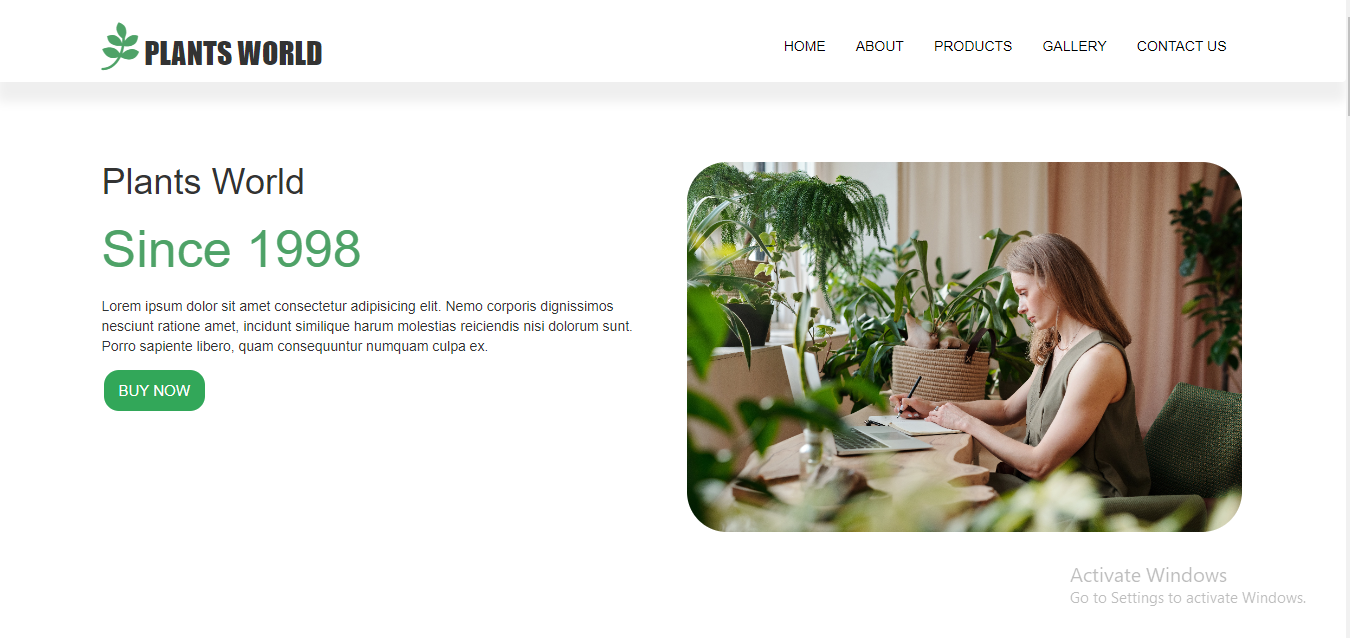 PLANTS WORLD
HOME ABOUT PRODUCTS GALLERY CONTACT US
Plants World
Since 1998
Lorem ipsum dolor sit amet consectetur adipisicing elit. Nemo corporis dignissimos
nesciunt ratione amet, incidunt similique harum molestias reiciendis nisi dolorum sunt.
Porro sapiente libero, quam consequuntur numquam culpa ex.
BUY NOW
Activate Windows
Go to Settings to activate Windows.